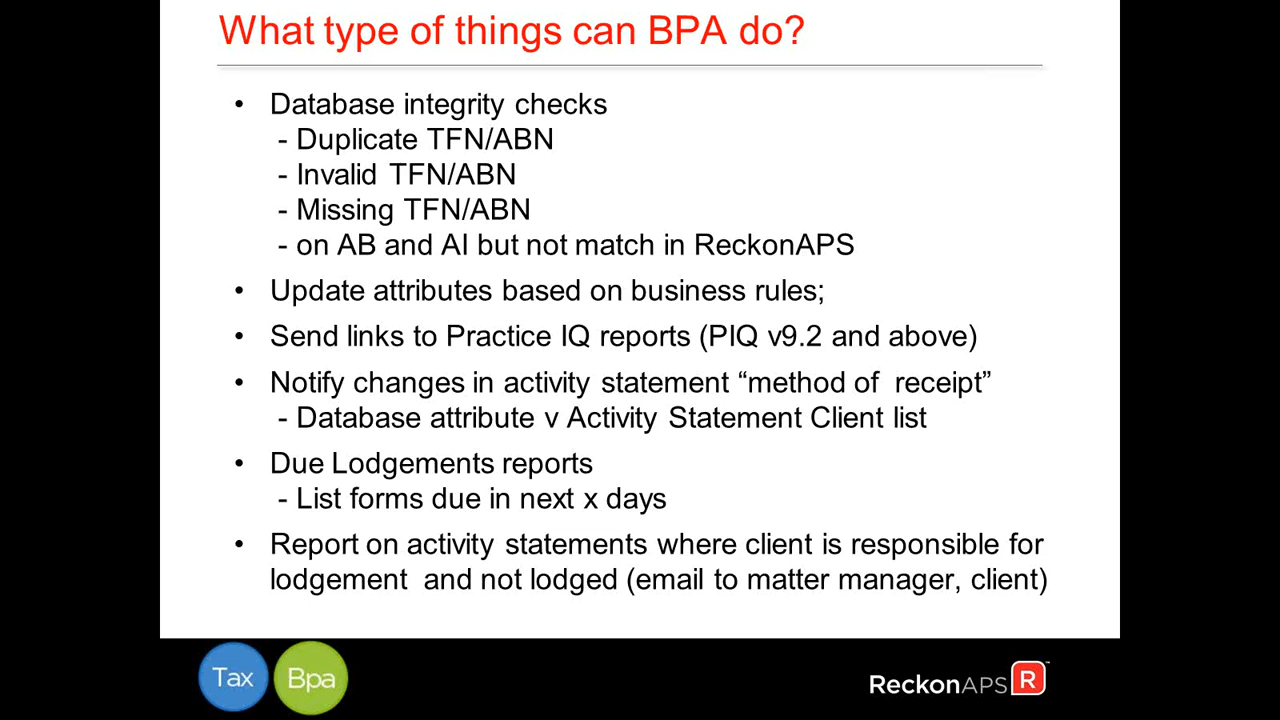 What type of things can BPA do?
• Database integrity checks
- Duplicate TFN/ABN
- Invalid TFN/ABN
- Missing TFN/ABN
- on AB and AI but not match in ReckonAPS
• Update attributes based on business rules;
• Send links to Practice IQ reports (PIQ v9.2 and above)
• Notify changes in activity statement “method of receipt”
- Database attribute v Activity Statement Client list
• Due Lodgements reports
- List forms due in next x days
• Report on activity statements where client is responsible for
lodgement and not lodged (email to matter manager, client)
Tax Bpa ReckonAPS R™